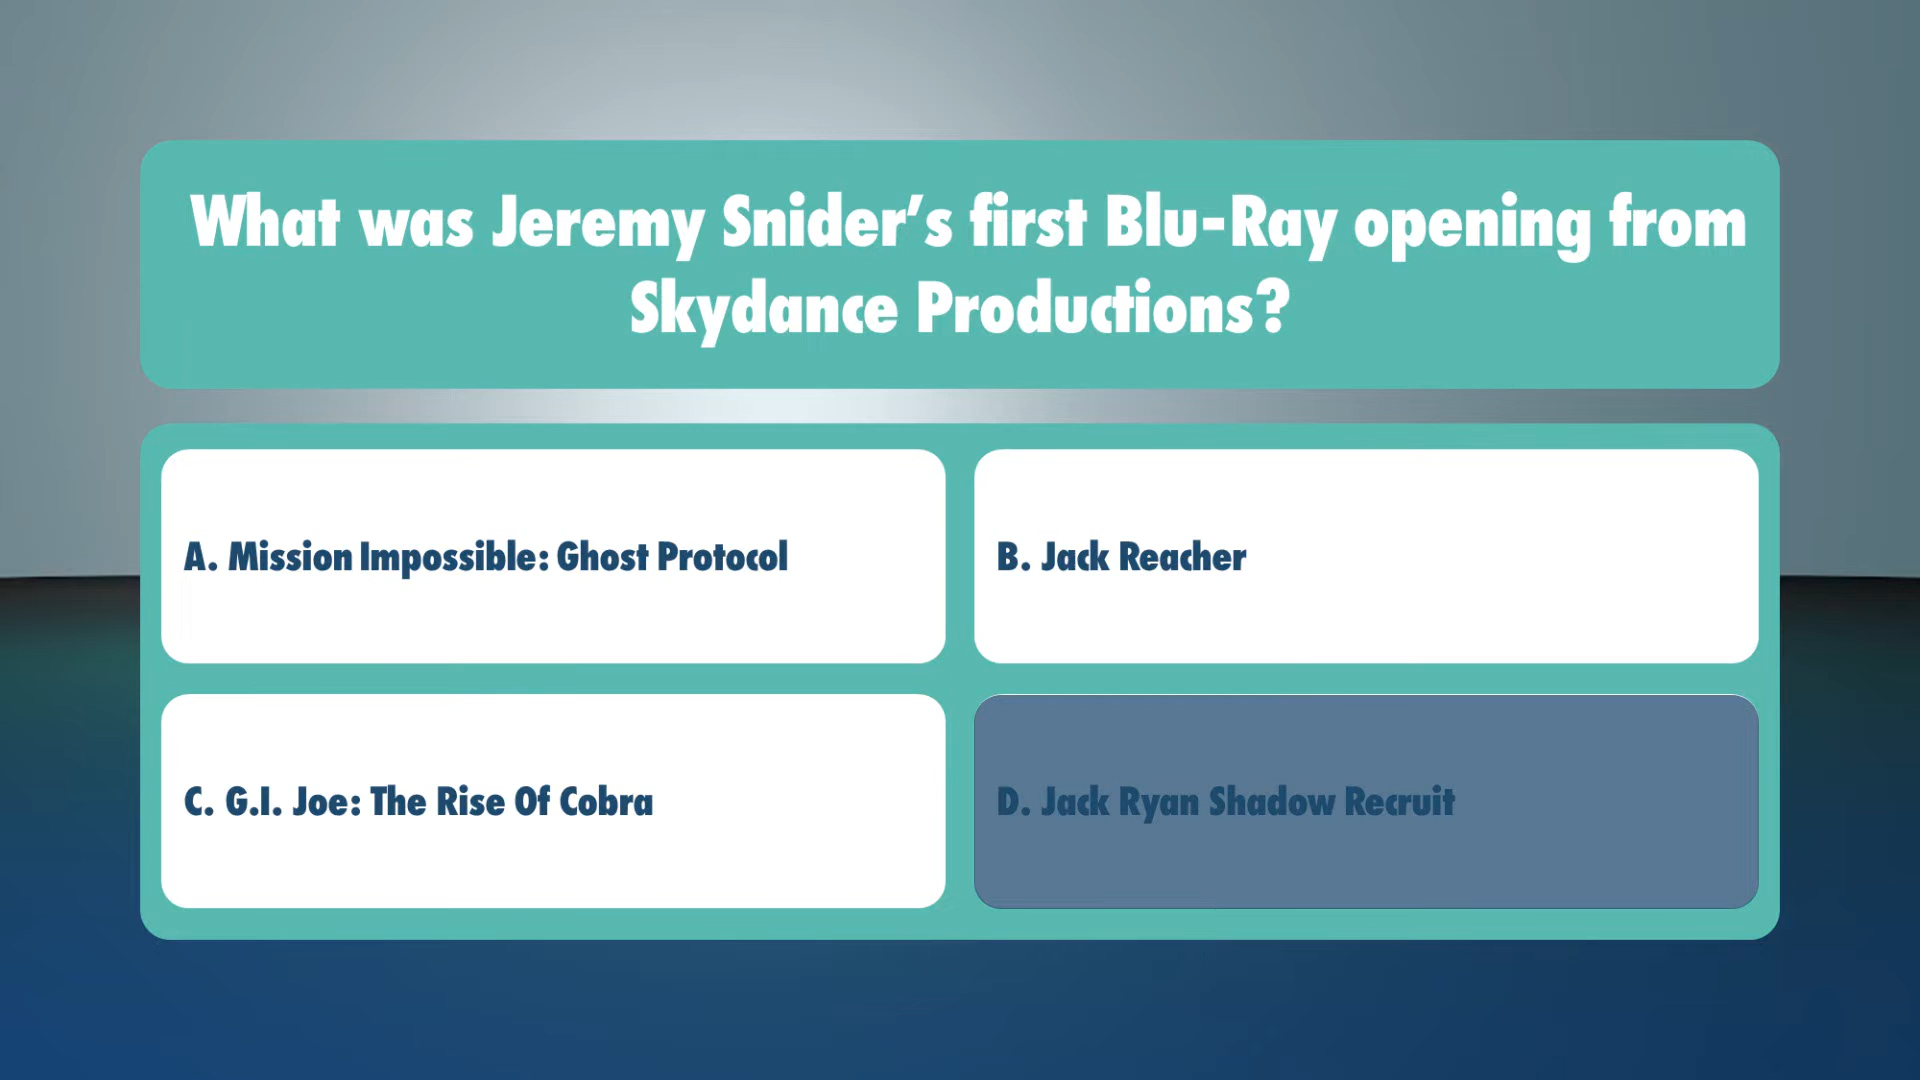 What was Jeremy Snider’s first Blu-Ray opening from
Skydance Productions?
A. Mission Impossible: Ghost Protocol
B. Jack Reacher
C. G.I. Joe: The Rise Of Cobra
D. Jack Ryan Shadow Recruit